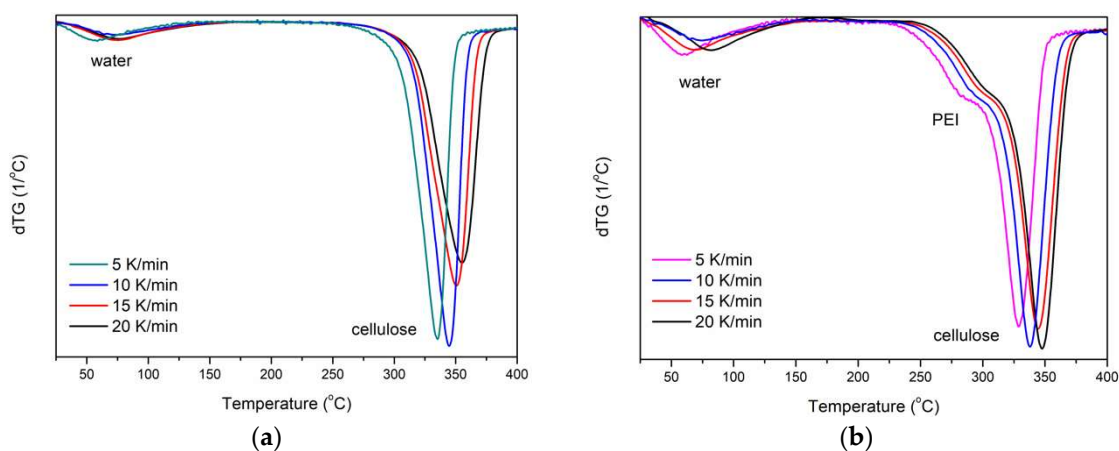 water
cellulose
dTG (1/°C)
5 K/min
10 K/min
15 K/min
20 K/min
50 100 150 200 250 300 350 400
Temperature (°C)
(a)
water
PEI
cellulose
dTG (1/°C)
5 K/min
10 K/min
15 K/min
20 K/min
50 100 150 200 250 300 350 400
Temperature (°C)
(b)